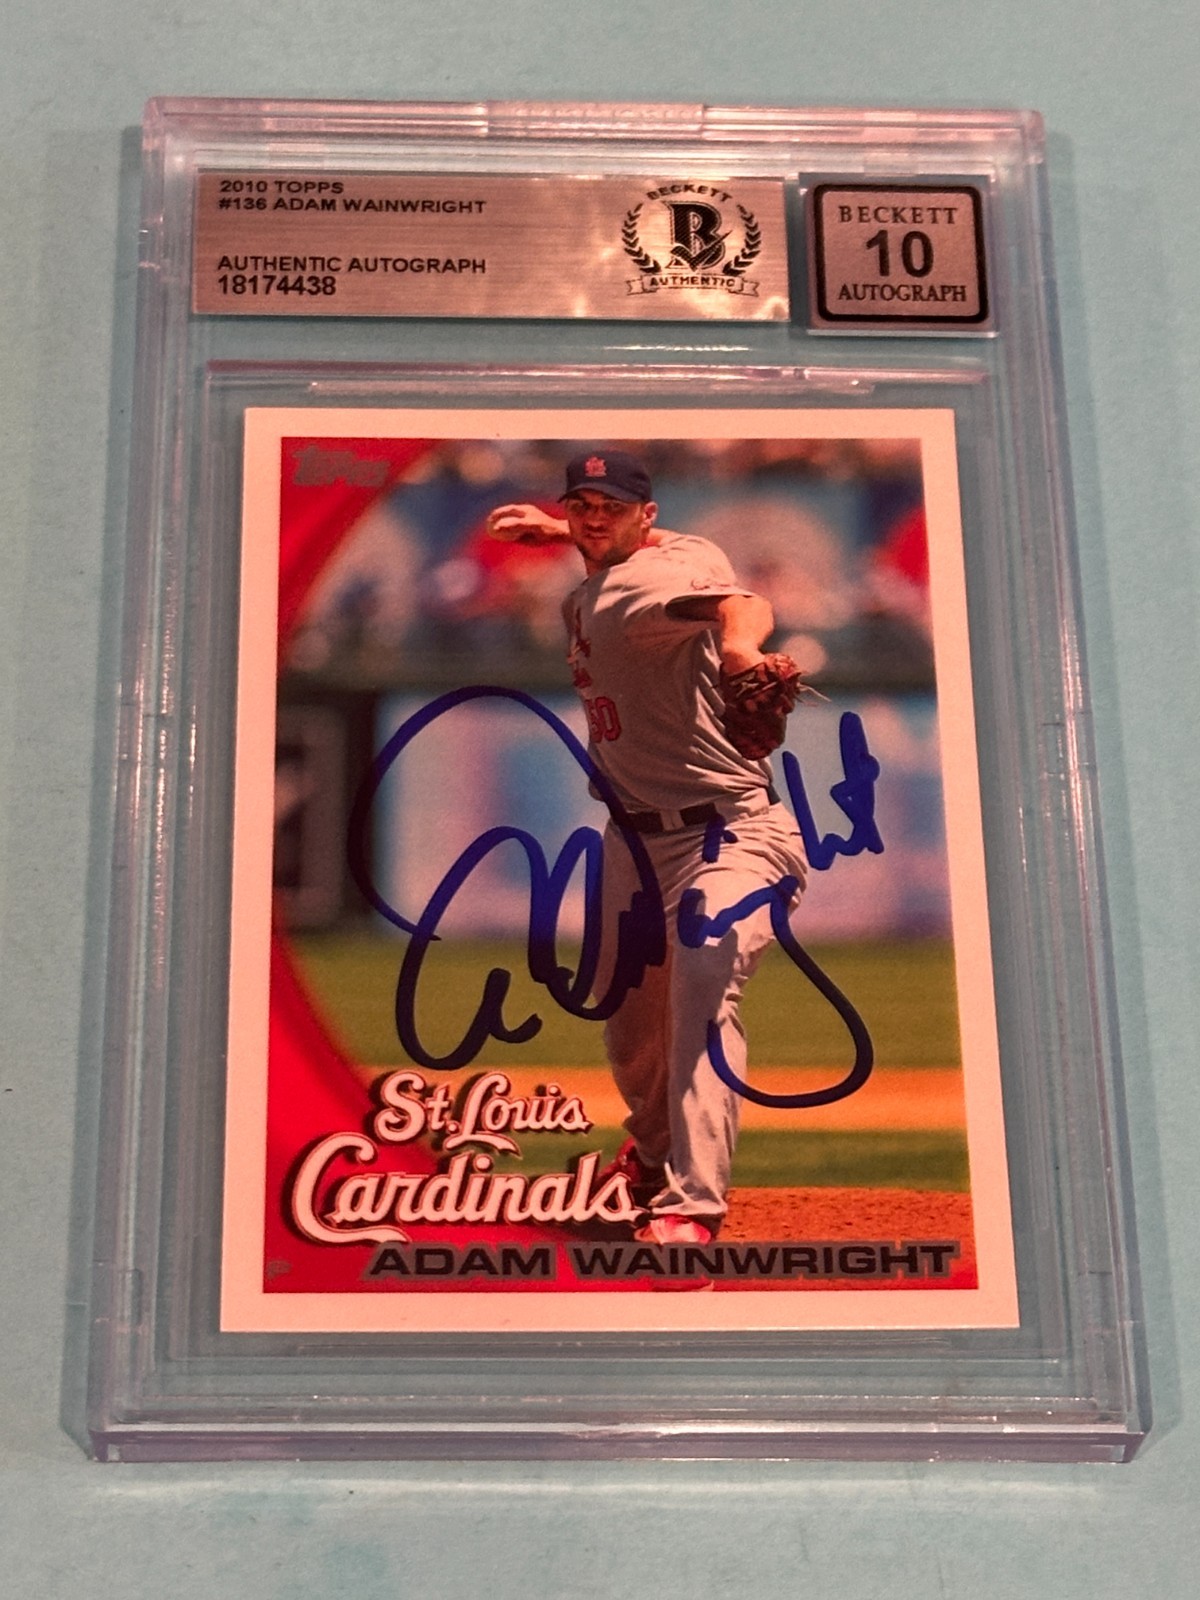 2010 TOPPS
#136 ADAM WAINWRIGHT
AUTHENTIC AUTOGRAPH
18174438
BECKETT
B
AUTHENTIC
BECKETT
10
AUTOGRAPH
Topps
50
St. Louis
Cardinals
ADAM WAINWRIGHT
P